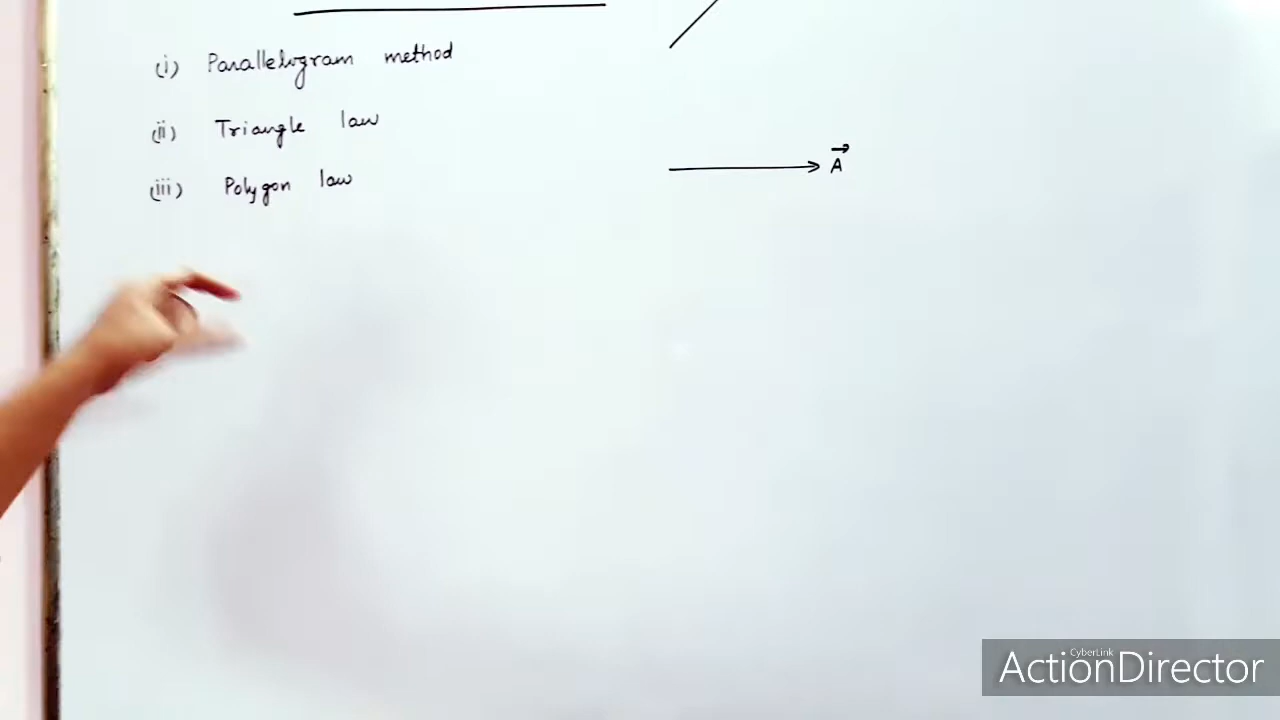 (i) Parallelogram method
(ii) Triangle law
(iii) Polygon law
A
CyberLink
ActionDirector